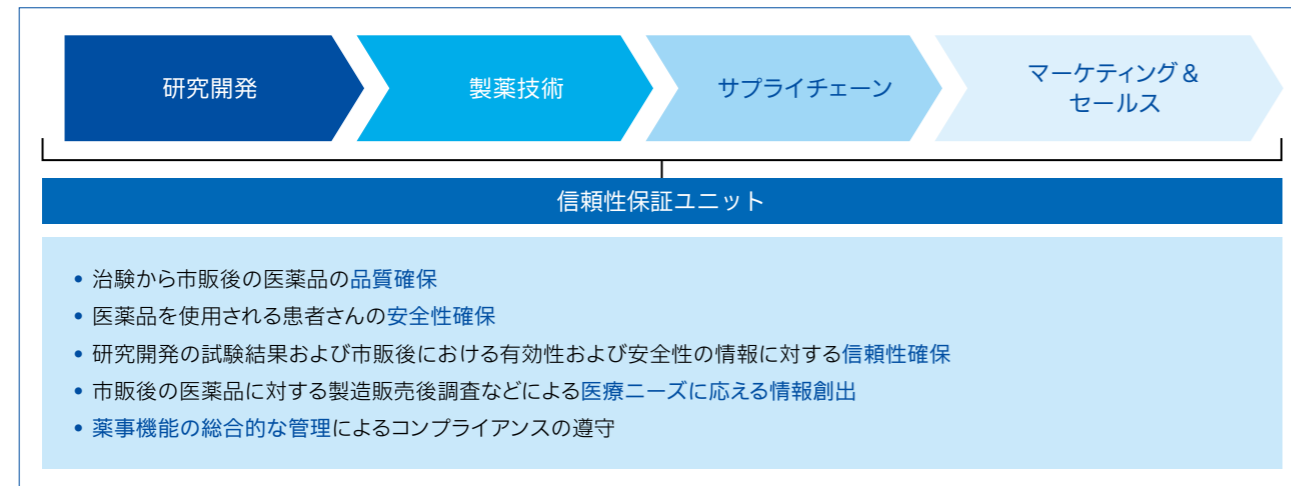 研究開発
製薬技術
サプライチェーン
マーケティング&
セールス
信頼性保証ユニット
• 治験から市販後の医薬品の品質確保
• 医薬品を使用される患者さんの安全性確保
• 研究開発の試験結果および市販後における有効性および安全性の情報に対する信頼性確保
• 市販後の医薬品に対する製造販売後調査などによる医療ニーズに応える情報創出
• 薬事機能の総合的な管理によるコンプライアンスの遵守